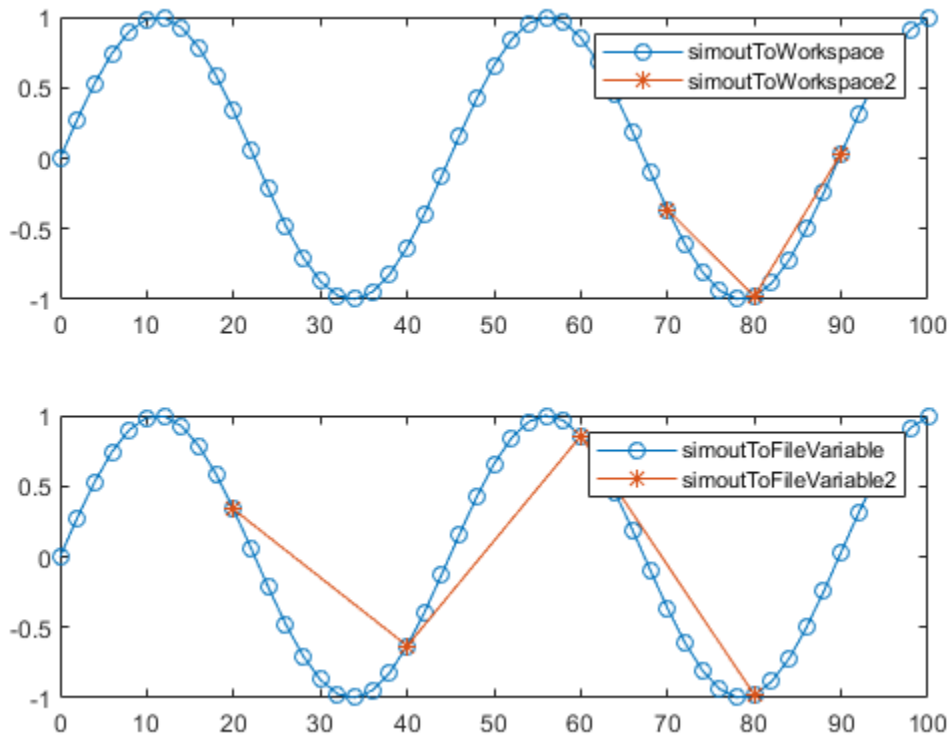 1
simoutToWorkspace
0.5
simoutToWorkspace2
0
-0.5
-1
0 10 20 30 40 50 60 70 80 90 100
1
simoutToFileVariable
0.5
simoutToFileVariable2
0
-0.5
-1
0 10 20 30 40 50 60 70 80 90 100